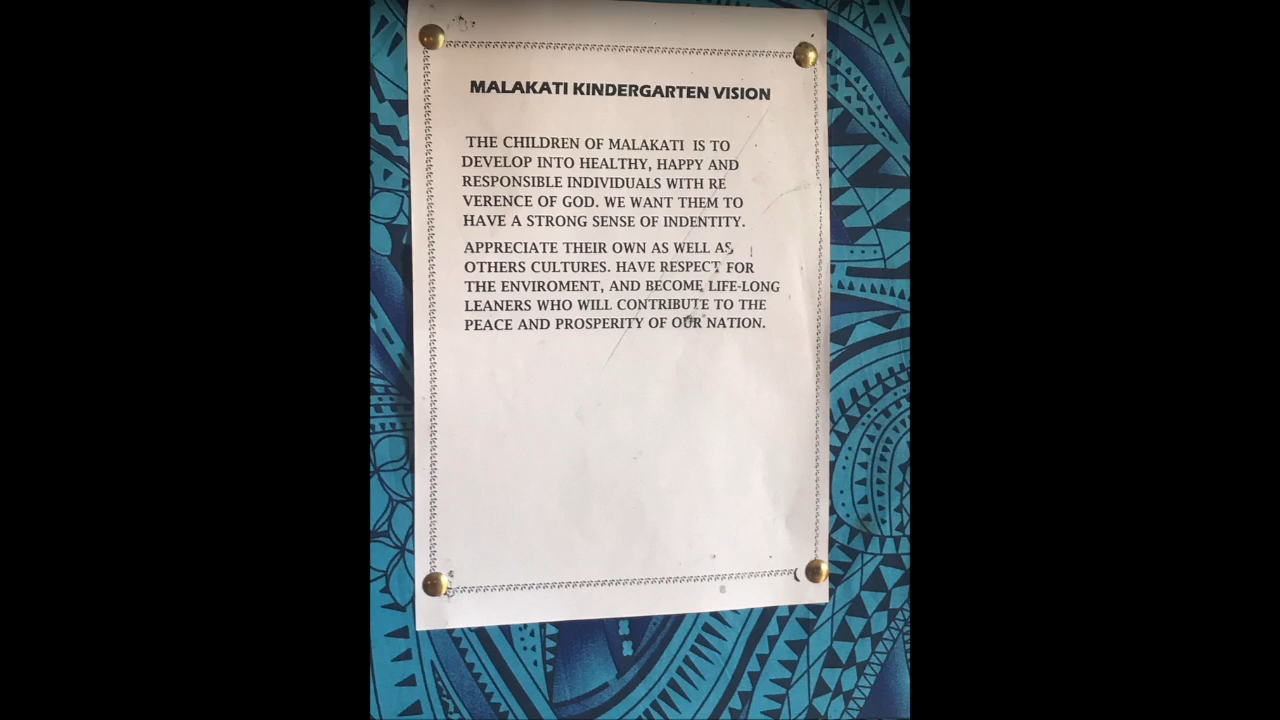 MALAKATI KINDERGARTEN VISION
THE CHILDREN OF MALAKATI IS TO
DEVELOP INTO HEALTHY, HAPPY AND
RESPONSIBLE INDIVIDUALS WITH RE
VERENCE OF GOD. WE WANT THEM TO
HAVE A STRONG SENSE OF INDENTITY.
APPRECIATE THEIR OWN AS WELL AS
OTHERS CULTURES. HAVE RESPECT FOR
THE ENVIROMENT, AND BECOME LIFE-LONG
LEANERS WHO WILL CONTRIBUTE TO THE
PEACE AND PROSPERITY OF OUR NATION.